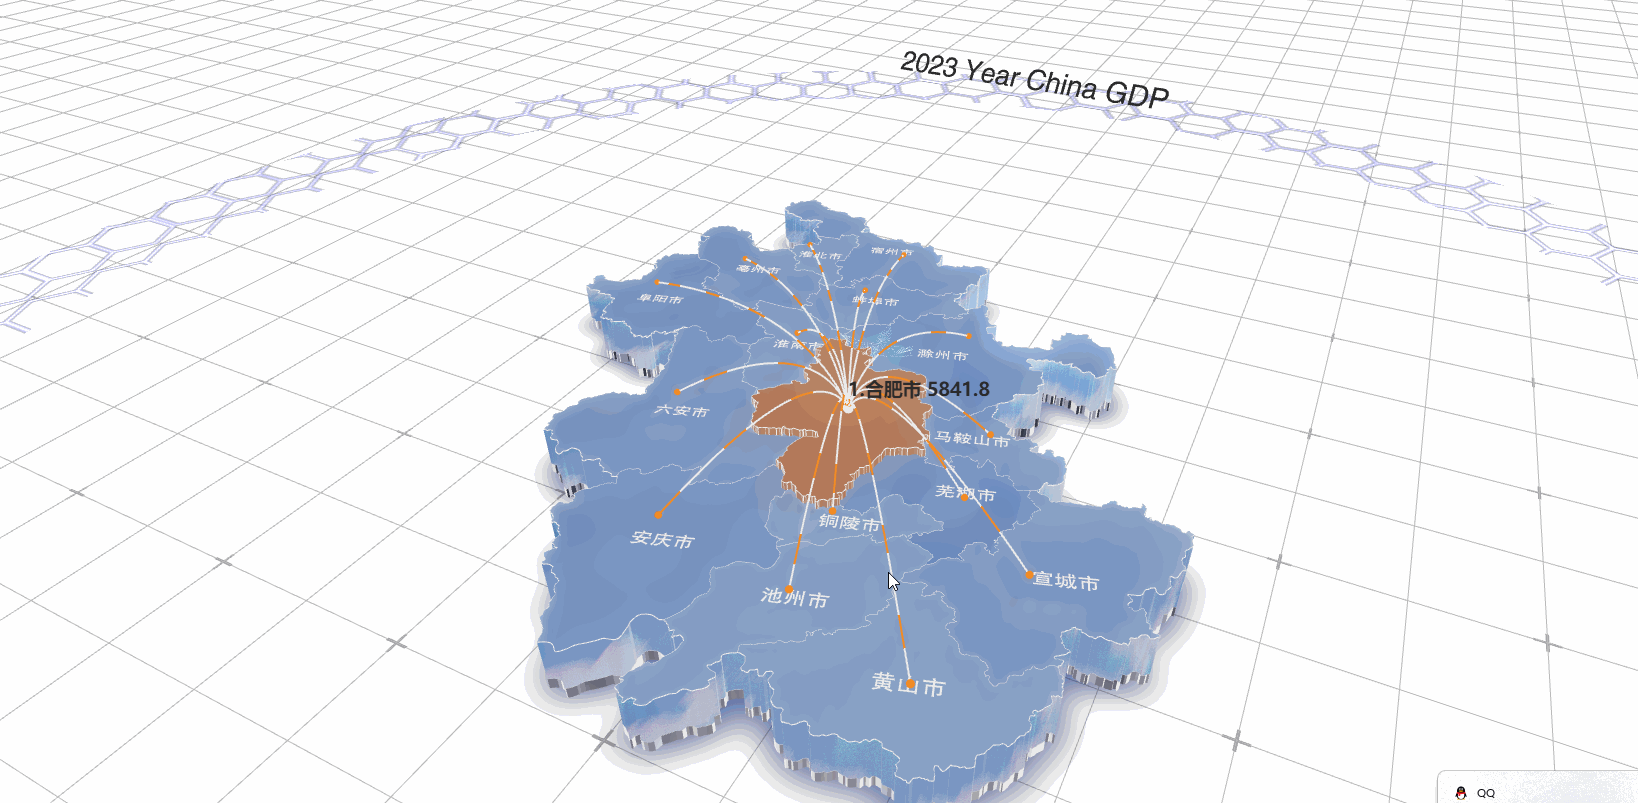 2023 Year China GDP
淮北市
宿州市
亳州市
阜阳市
蚌埠市
淮南市
滁州市
1.合肥市 5841.8
六安市
马鞍山市
芜湖市
铜陵市
安庆市
宣城市
池州市
黄山市
QQ